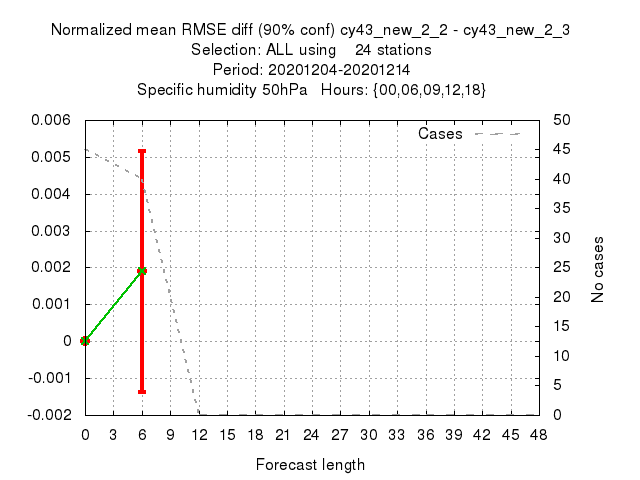 Normalized mean RMSE diff (90% conf) cy43_new_2_2 - cy43_new_2_3
Selection: ALL using 24 stations
Period: 20201204-20201214
Specific humidity 50hPa Hours: {00,06,09,12,18}
Cases
0.006
0.005
0.004
0.003
0.002
0.001
0
-0.001
-0.002
50
45
40
35
30
25
20
15
10
5
0
No cases
0 3 6 9 12 15 18 21 24 27 30 33 36 39 42 45 48
Forecast length